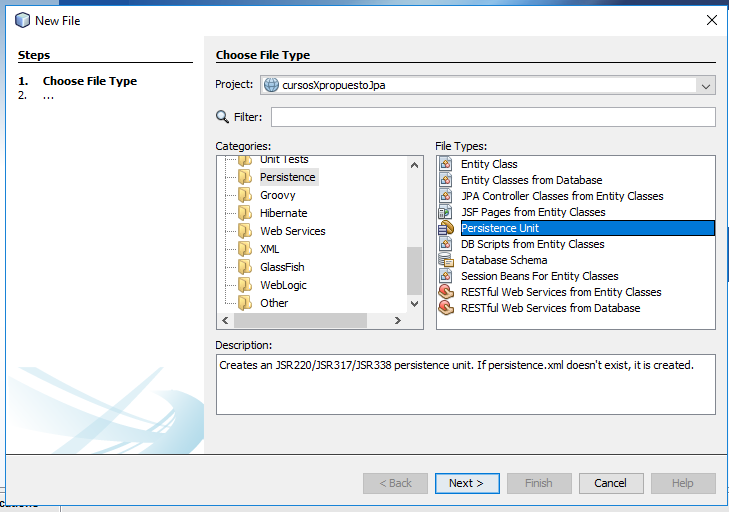 New File
Steps
1. Choose File Type
2. ...
Choose File Type
Project: cursosXpropuestoJpa
Filter:
Categories:
Unit Tests
Persistence
Groovy
Hibernate
Web Services
XML
GlassFish
WebLogic
Other
File Types:
Entity Class
Entity Classes from Database
JPA Controller Classes from Entity Classes
JSF Pages from Entity Classes
Persistence Unit
DB Scripts from Entity Classes
Database Schema
Session Beans For Entity Classes
RESTful Web Services from Entity Classes
RESTful Web Services from Database
Description:
Creates an JSR220/JSR317/JSR338 persistence unit. If persistence.xml doesn't exist, it is created.
< Back
Next >
Finish
Cancel
Help